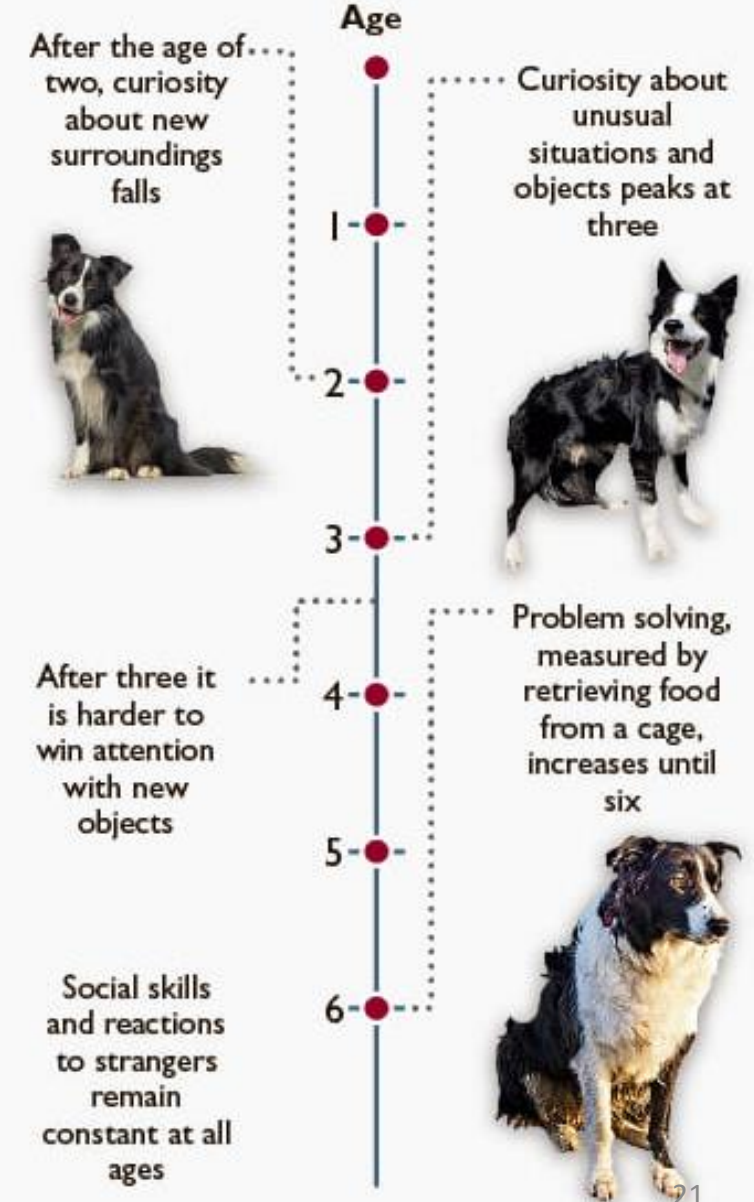 Age
After the age of
two, curiosity
about new
surroundings
falls
Curiosity about
unusual
situations and
objects peaks at
three
1
2
3
After three it
is harder to
win attention
with new
objects
Problem solving,
measured by
retrieving food
from a cage,
increases until
six
4
5
6
Social skills
and reactions
to strangers
remain
constant at all
ages
21